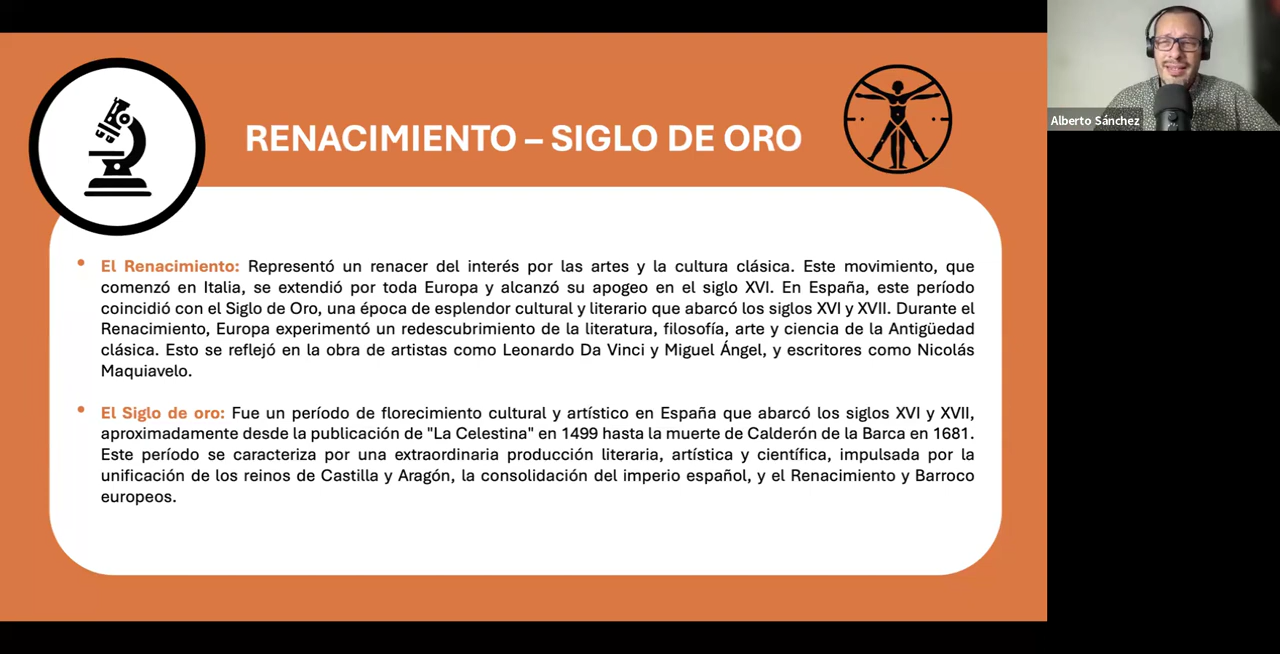 RENACIMIENTO – SIGLO DE ORO
Alberto Sánchez
• El Renacimiento: Representó un renacer del interés por las artes y la cultura clásica. Este movimiento, que
comenzó en Italia, se extendió por toda Europa y alcanzó su apogeo en el siglo XVI. En España, este período
coincidió con el Siglo de Oro, una época de esplendor cultural y literario que abarcó los siglos XVI y XVII. Durante el
Renacimiento, Europa experimentó un redescubrimiento de la literatura, filosofía, arte y ciencia de la Antigüedad
clásica. Esto se reflejó en la obra de artistas como Leonardo Da Vinci y Miguel Ángel, y escritores como Nicolás
Maquiavelo.
• El Siglo de oro: Fue un período de florecimiento cultural y artístico en España que abarcó los siglos XVI y XVII,
aproximadamente desde la publicación de "La Celestina" en 1499 hasta la muerte de Calderón de la Barca en 1681.
Este período se caracteriza por una extraordinaria producción literaria, artística y científica, impulsada por la
unificación de los reinos de Castilla y Aragón, la consolidación del imperio español, y el Renacimiento y Barroco
europeos.